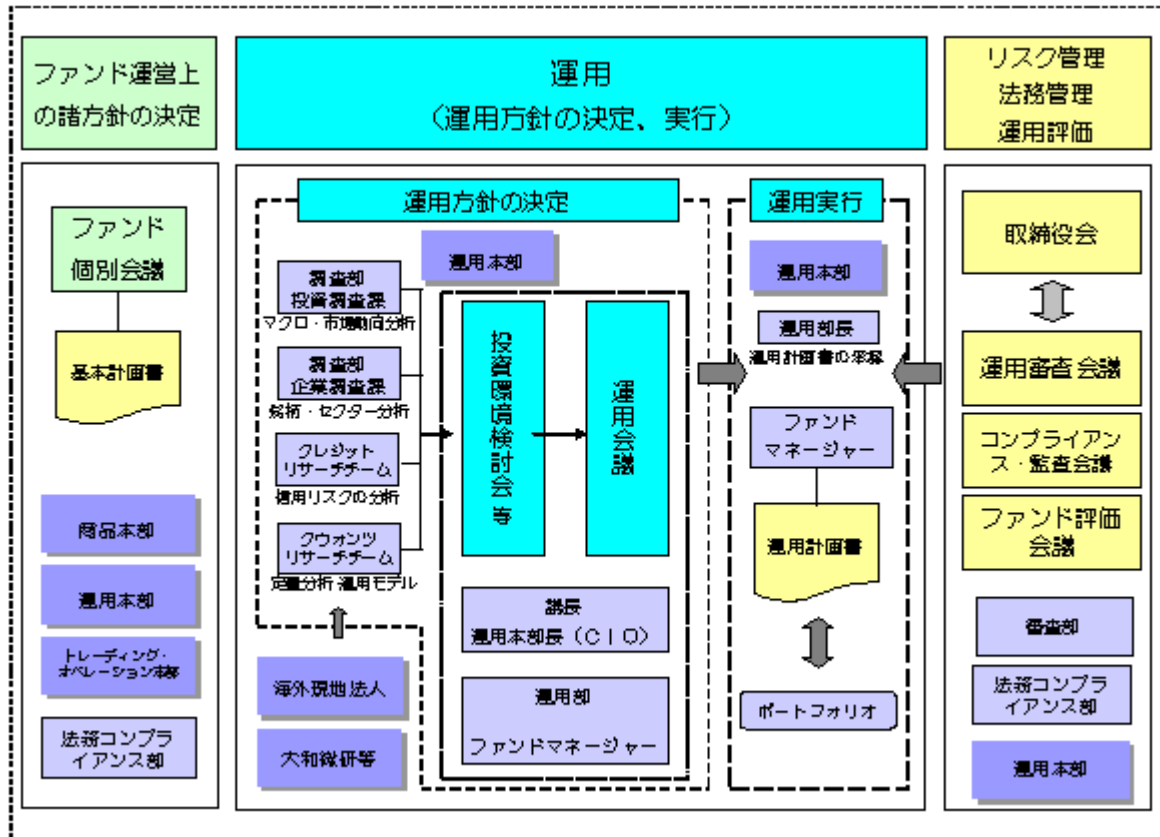 ファンド運営上
の諸方針の決定
運用
（運用方針の決定、実行）
リスク管理
法務管理
運用評価
ファンド
個別会議
基本計画書
商品本部
運用本部
トレーディング・
オペレーション本部
法務コンプラ
イアンス部
運用方針の決定
運用本部
調査部
投資調査課
マクロ・市場動向分析
調査部
企業調査課
銘柄・セクター分析
クレジット
リサーチチーム
信用リスクの分析
クウォンツ
リサーチチーム
定量分析・運用モデル
海外現地法人
大和総研等
投資環境検討会 等
運用会議
議長
運用本部長（ＣＩＯ）
運用部
ファンドマネージャー
運用実行
運用本部
運用部長
運用計画書の承認
ファンド
マネージャー
運用計画書
ポートフォリオ
取締役会
運用審査会議
コンプライアン
ス・監査会議
ファンド評価
会議
審査部
法務コンプラ
イアンス部
運用本部